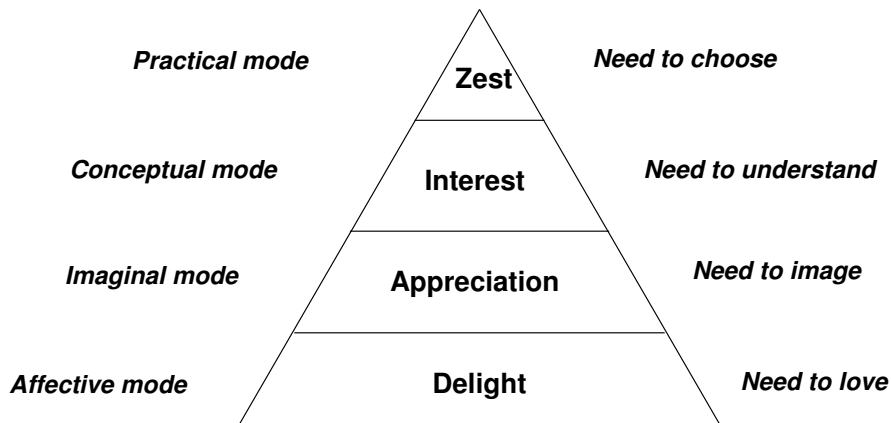 Practical mode
Zest
Need to choose
Conceptual mode
Interest
Need to understand
Imaginal mode
Appreciation
Need to image
Affective mode
Delight
Need to love